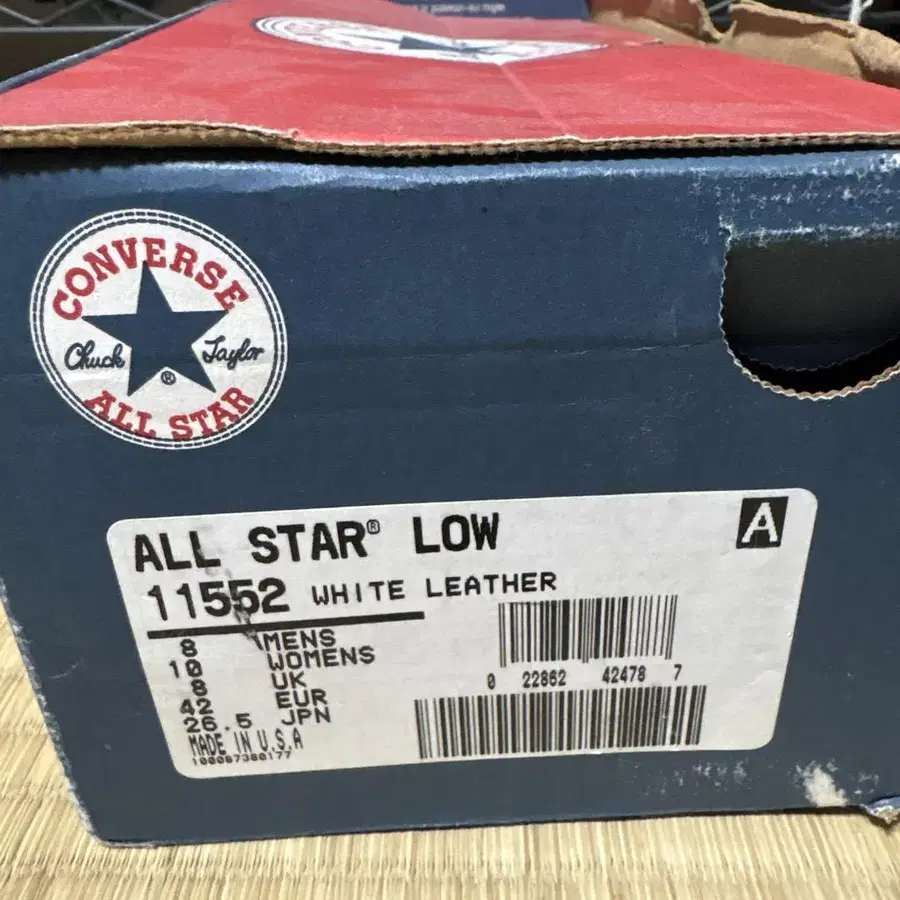 CONVERSE
Chuck Taylor
®
ALL STAR
ALL STAR® LOW
A
11552 WHITE LEATHER
8 MENS
10 WOMENS
8 UK
42 EUR
26.5 JPN
MADE IN U.S.A
100087380177
0 22862 42478 7